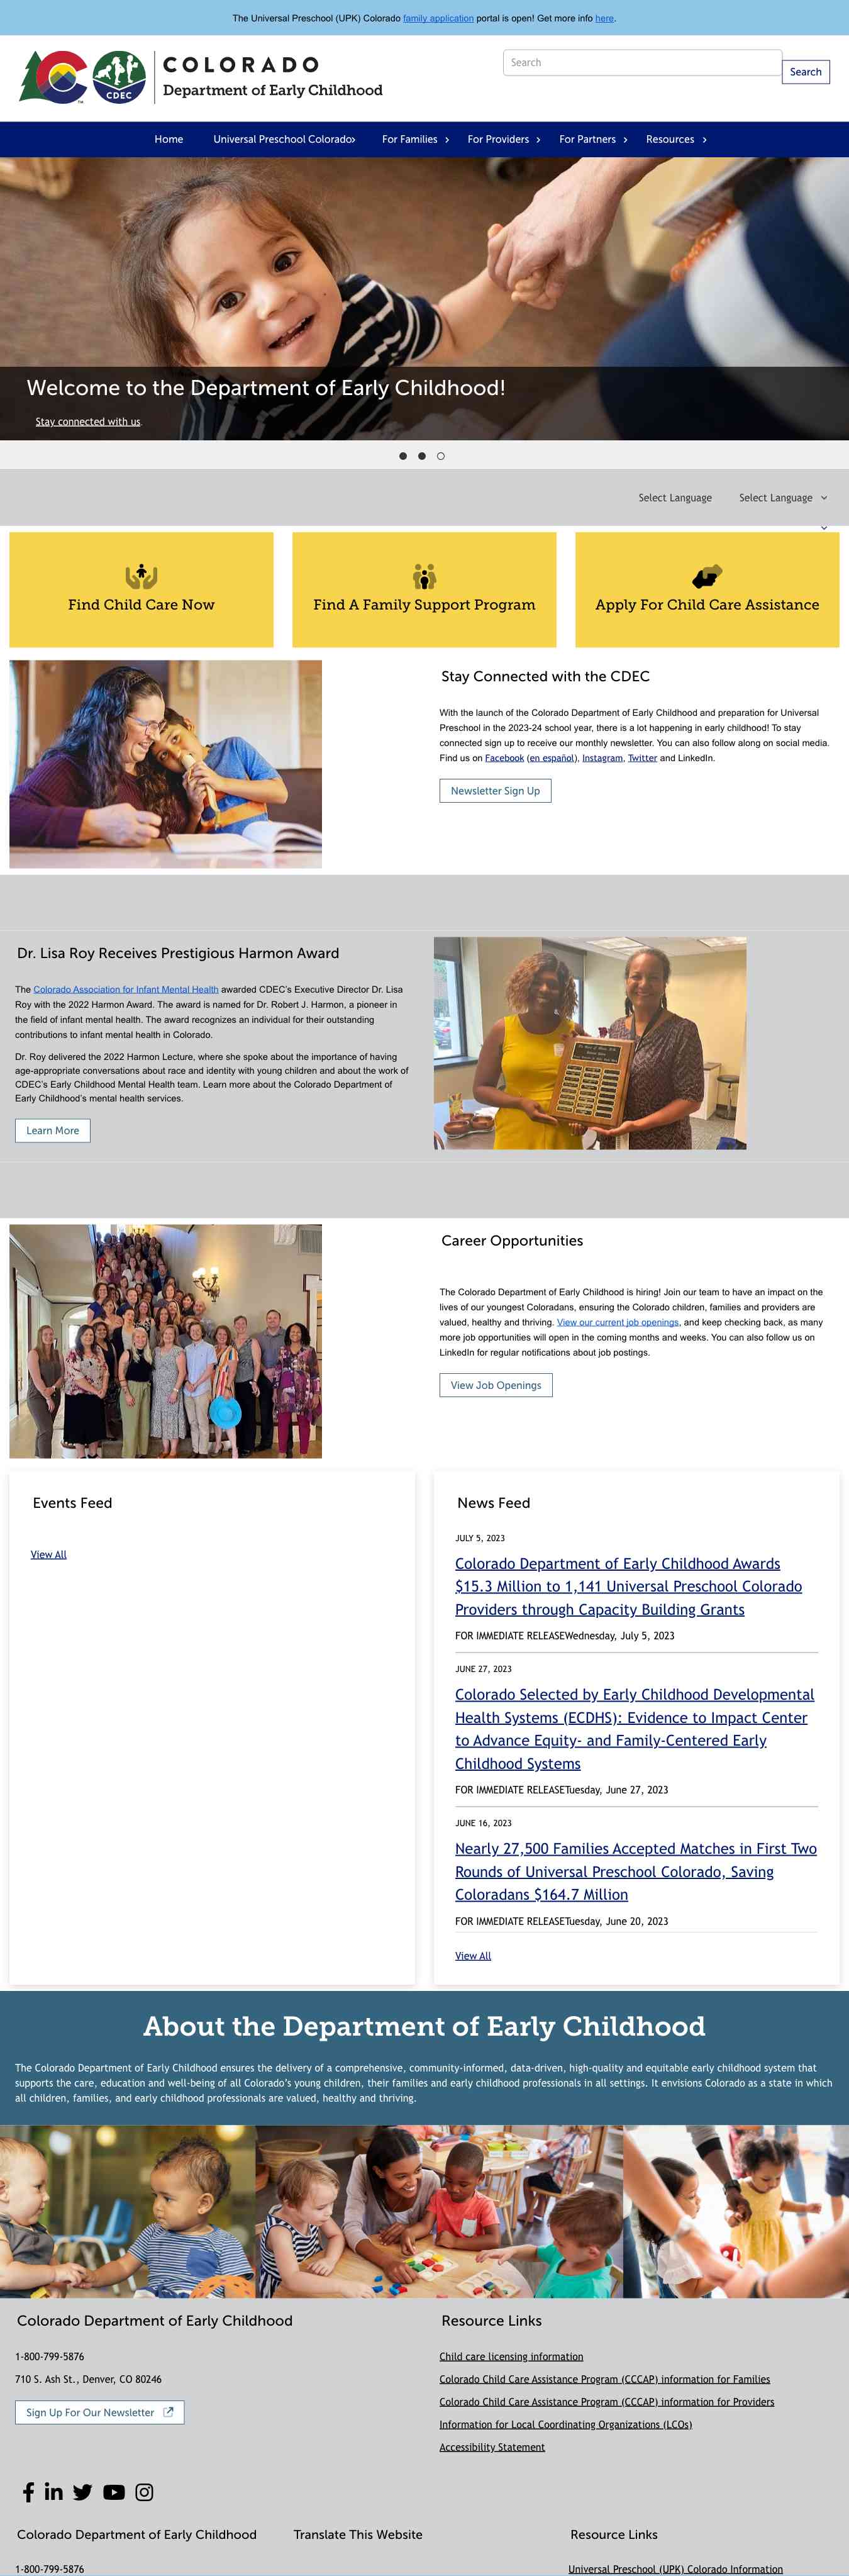 The Universal Preschool (UPK) Colorado family application portal is open! Get more info here.
COLORADO
Department of Early Childhood
CDEC
Search
Search
Home
Universal Preschool Colorado
For Families
For Providers
For Partners
Resources
Welcome to the Department of Early Childhood!
Stay connected with us.
Select Language
Select Language
Find Child Care Now
Find A Family Support Program
Apply For Child Care Assistance
Stay Connected with the CDEC
With the launch of the Colorado Department of Early Childhood and preparation for Universal
Preschool in the 2023-24 school year, there is a lot happening in early childhood! To stay
connected sign up to receive our monthly newsletter. You can also follow along on social media.
Find us on Facebook (en español), Instagram, Twitter and LinkedIn.
Newsletter Sign Up
Dr. Lisa Roy Receives Prestigious Harmon Award
The Colorado Association for Infant Mental Health awarded CDEC's Executive Director Dr. Lisa
Roy with the 2022 Harmon Award. The award is named for Dr. Robert J. Harmon, a pioneer in
the field of infant mental health. The award recognizes an individual for their outstanding
contributions to infant mental health in Colorado.
Dr. Roy delivered the 2022 Harmon Lecture, where she spoke about the importance of having
age-appropriate conversations about race and identity with young children and about the work of
CDEC's Early Childhood Mental Health team. Learn more about the Colorado Department of
Early Childhood's mental health services.
Learn More
Career Opportunities
The Colorado Department of Early Childhood is hiring! Join our team to have an impact on the
lives of our youngest Coloradans, ensuring the Colorado children, families and providers are
valued, healthy and thriving. View our current job openings, and keep checking back, as many
more job opportunities will open in the coming months and weeks. You can also follow us on
LinkedIn for regular notifications about job postings.
View Job Openings
Events Feed
View All
News Feed
JULY 5, 2023
Colorado Department of Early Childhood Awards
$15.3 Million to 1,141 Universal Preschool Colorado
Providers through Capacity Building Grants
FOR IMMEDIATE RELEASEWednesday, July 5, 2023
JUNE 27, 2023
Colorado Selected by Early Childhood Developmental
Health Systems (ECDHS): Evidence to Impact Center
to Advance Equity- and Family-Centered Early
Childhood Systems
FOR IMMEDIATE RELEASETuesday, June 27, 2023
JUNE 16, 2023
Nearly 27,500 Families Accepted Matches in First Two
Rounds of Universal Preschool Colorado, Saving
Coloradans $164.7 Million
FOR IMMEDIATE RELEASETuesday, June 20, 2023
View All
About the Department of Early Childhood
The Colorado Department of Early Childhood ensures the delivery of a comprehensive, community-informed, data-driven, high-quality and equitable early childhood system that
supports the care, education and well-being of all Colorado's young children, their families and early childhood professionals in all settings. It envisions Colorado as a state in which
all children, families, and early childhood professionals are valued, healthy and thriving.
Colorado Department of Early Childhood
1-800-799-5876
710 S. Ash St., Denver, CO 80246
Sign Up For Our Newsletter
Resource Links
Child care licensing information
Colorado Child Care Assistance Program (CCCAP) information for Families
Colorado Child Care Assistance Program (CCCAP) information for Providers
Information for Local Coordinating Organizations (LCOs)
Accessibility Statement
Colorado Department of Early Childhood
Translate This Website
Resource Links
1-800-799-5876
Universal Preschool (UPK) Colorado Information